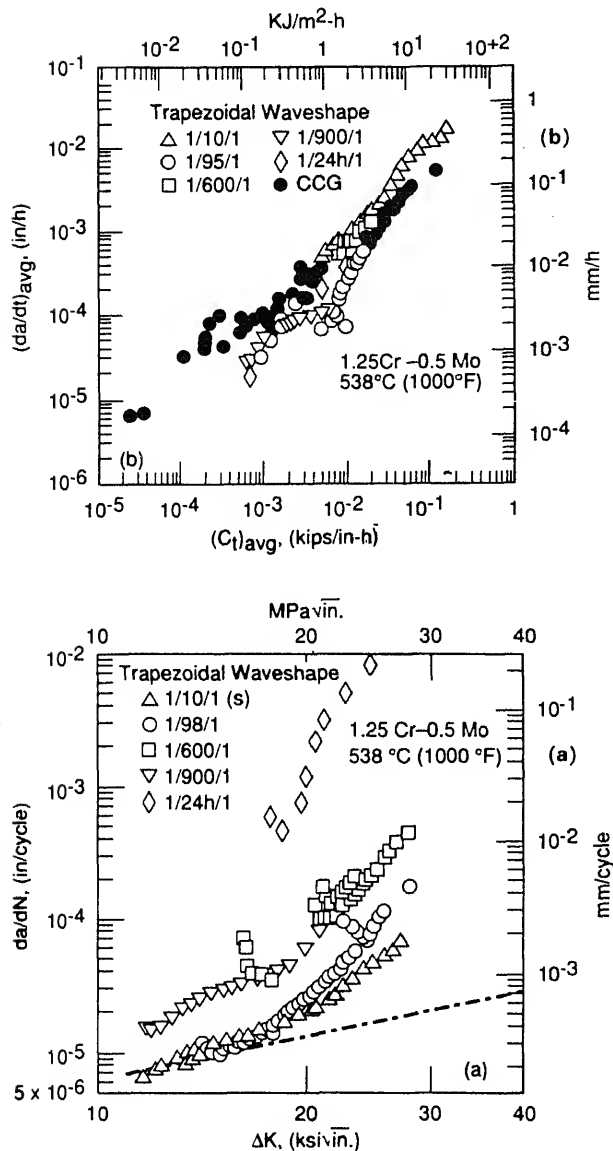 KJ/m²-h
10⁻² 10⁻¹ 1 10 10+2
10⁻¹
10⁻²
10⁻³
10⁻⁴
10⁻⁵
10⁻⁶
Trapezoidal Waveshape
△ 1/10/1 ▽ 1/900/1
○ 1/95/1 ◇ 1/24h/1
□ 1/600/1 ● CCG
(b)
1
10⁻¹
10⁻²
10⁻³
10⁻⁴
(da/dt)avg, (in/h)
mm/h
1.25Cr –0.5 Mo
538°C (1000°F)
(b)
10⁻⁵ 10⁻⁴ 10⁻³ 10⁻² 10⁻¹ 1
(Ct)avg, (kips/in-h)
MPa√in.
10 20 30 40
10⁻²
10⁻³
10⁻⁴
10⁻⁵
5 x 10⁻⁶
Trapezoidal Waveshape
△ 1/10/1 (s)
○ 1/98/1
□ 1/600/1
▽ 1/900/1
◇ 1/24h/1
1.25 Cr–0.5 Mo
538 °C (1000 °F)
(a)
10⁻¹
10⁻²
10⁻³
da/dN, (in/cycle)
mm/cycle
(a)
10 20 30 40
ΔK, (ksi√in.)